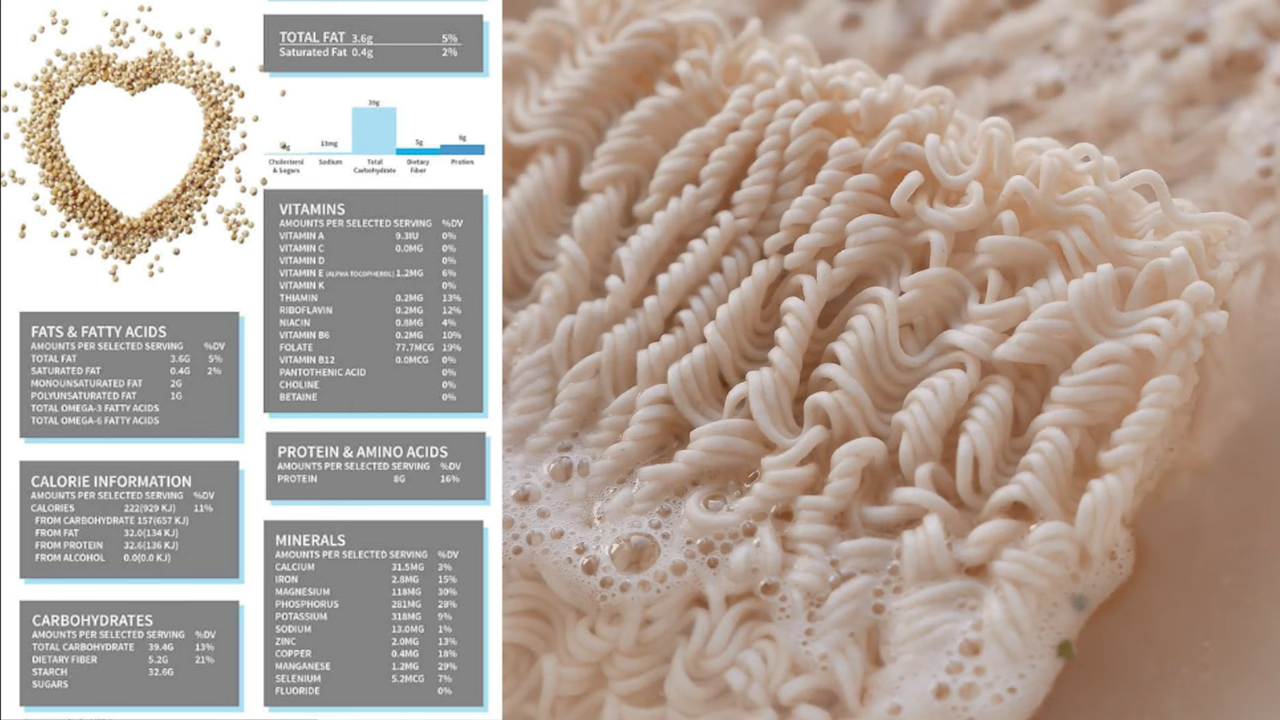 TOTAL FAT 3.6g 5%
Saturated Fat 0.4g 2%
39g
13mg
5g
8g
Cholesterol & Sugars
Sodium
Total Carbohydrate
Dietary Fiber
Protien
VITAMINS
AMOUNTS PER SELECTED SERVING %DV
VITAMIN A 9.3IU 0%
VITAMIN C 0.0MG 0%
VITAMIN D 0%
VITAMIN E (ALPHA TOCOPHEROL) 1.2MG 6%
VITAMIN K 0%
THIAMIN 0.2MG 13%
RIBOFLAVIN 0.2MG 12%
NIACIN 0.8MG 4%
VITAMIN B6 0.2MG 10%
FOLATE 77.7MCG 19%
VITAMIN B12 0.0MCG 0%
PANTOTHENIC ACID 0%
CHOLINE 0%
BETAINE 0%
FATS & FATTY ACIDS
AMOUNTS PER SELECTED SERVING %DV
TOTAL FAT 3.6G 5%
SATURATED FAT 0.4G 2%
MONOUNSATURATED FAT 2G
POLYUNSATURATED FAT 1G
TOTAL OMEGA-3 FATTY ACIDS
TOTAL OMEGA-6 FATTY ACIDS
PROTEIN & AMINO ACIDS
AMOUNTS PER SELECTED SERVING %DV
PROTEIN 8G 16%
CALORIE INFORMATION
AMOUNTS PER SELECTED SERVING %DV
CALORIES 222(929 KJ) 11%
FROM CARBOHYDRATE 157(657 KJ)
FROM FAT 32.0(134 KJ)
FROM PROTEIN 32.6(136 KJ)
FROM ALCOHOL 0.0(0.0 KJ)
MINERALS
AMOUNTS PER SELECTED SERVING %DV
CALCIUM 31.5MG 3%
IRON 2.8MG 15%
MAGNESIUM 118MG 30%
PHOSPHORUS 281MG 28%
POTASSIUM 318MG 9%
SODIUM 13.0MG 1%
ZINC 2.0MG 13%
COPPER 0.4MG 18%
MANGANESE 1.2MG 29%
SELENIUM 5.2MCG 7%
FLUORIDE 0%
CARBOHYDRATES
AMOUNTS PER SELECTED SERVING %DV
TOTAL CARBOHYDRATE 39.4G 13%
DIETARY FIBER 5.2G 21%
STARCH 32.6G
SUGARS